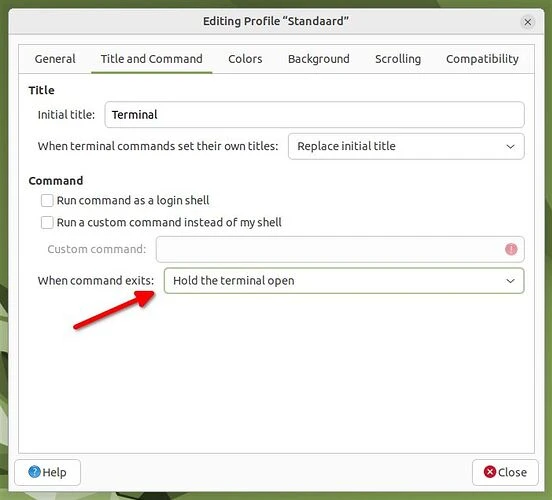 Editing Profile “Standaard”
General Title and Command Colors Background Scrolling Compatibility
Title
Initial title: Terminal
When terminal commands set their own titles: Replace initial title
Command
Run command as a login shell
Run a custom command instead of my shell
Custom command:
When command exits: Hold the terminal open
Help Close